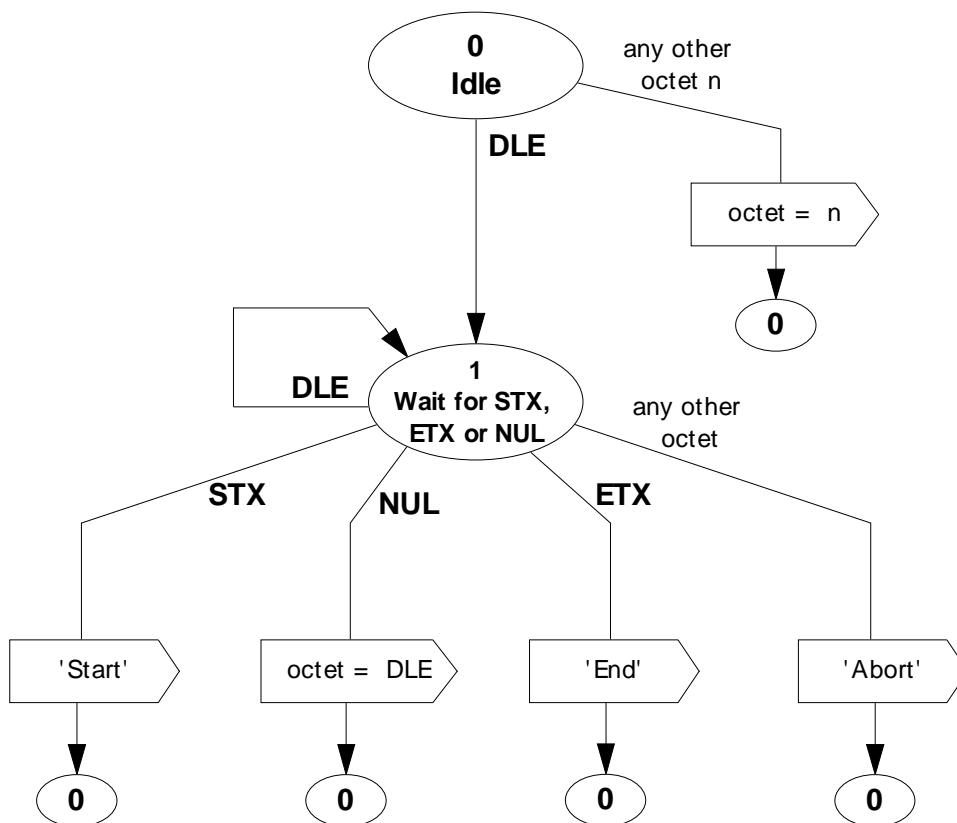 0
Idle
any other
octet n
DLE
octet = n
0
DLE
1
Wait for STX,
ETX or NUL
any other
octet
STX
NUL
ETX
'Start'
octet = DLE
'End'
'Abort'
0
0
0
0